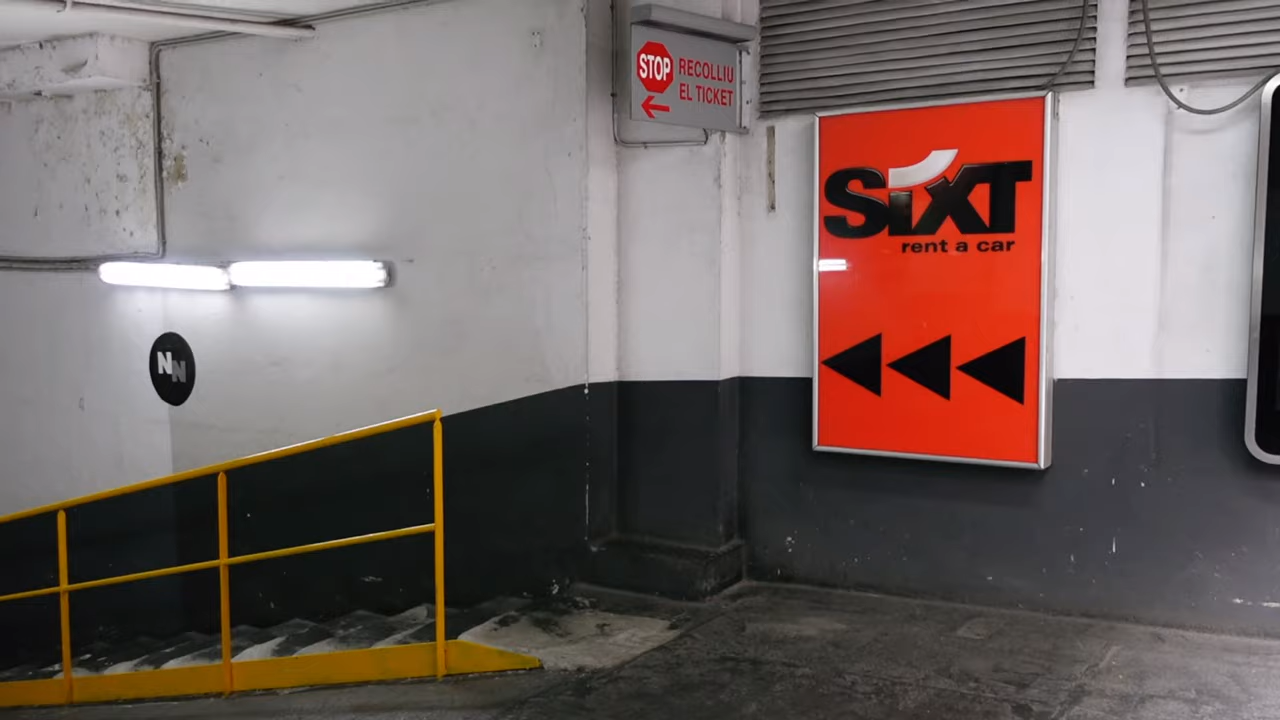 STOP
RECOLLIU
EL TICKET
SIXT
rent a car
NN